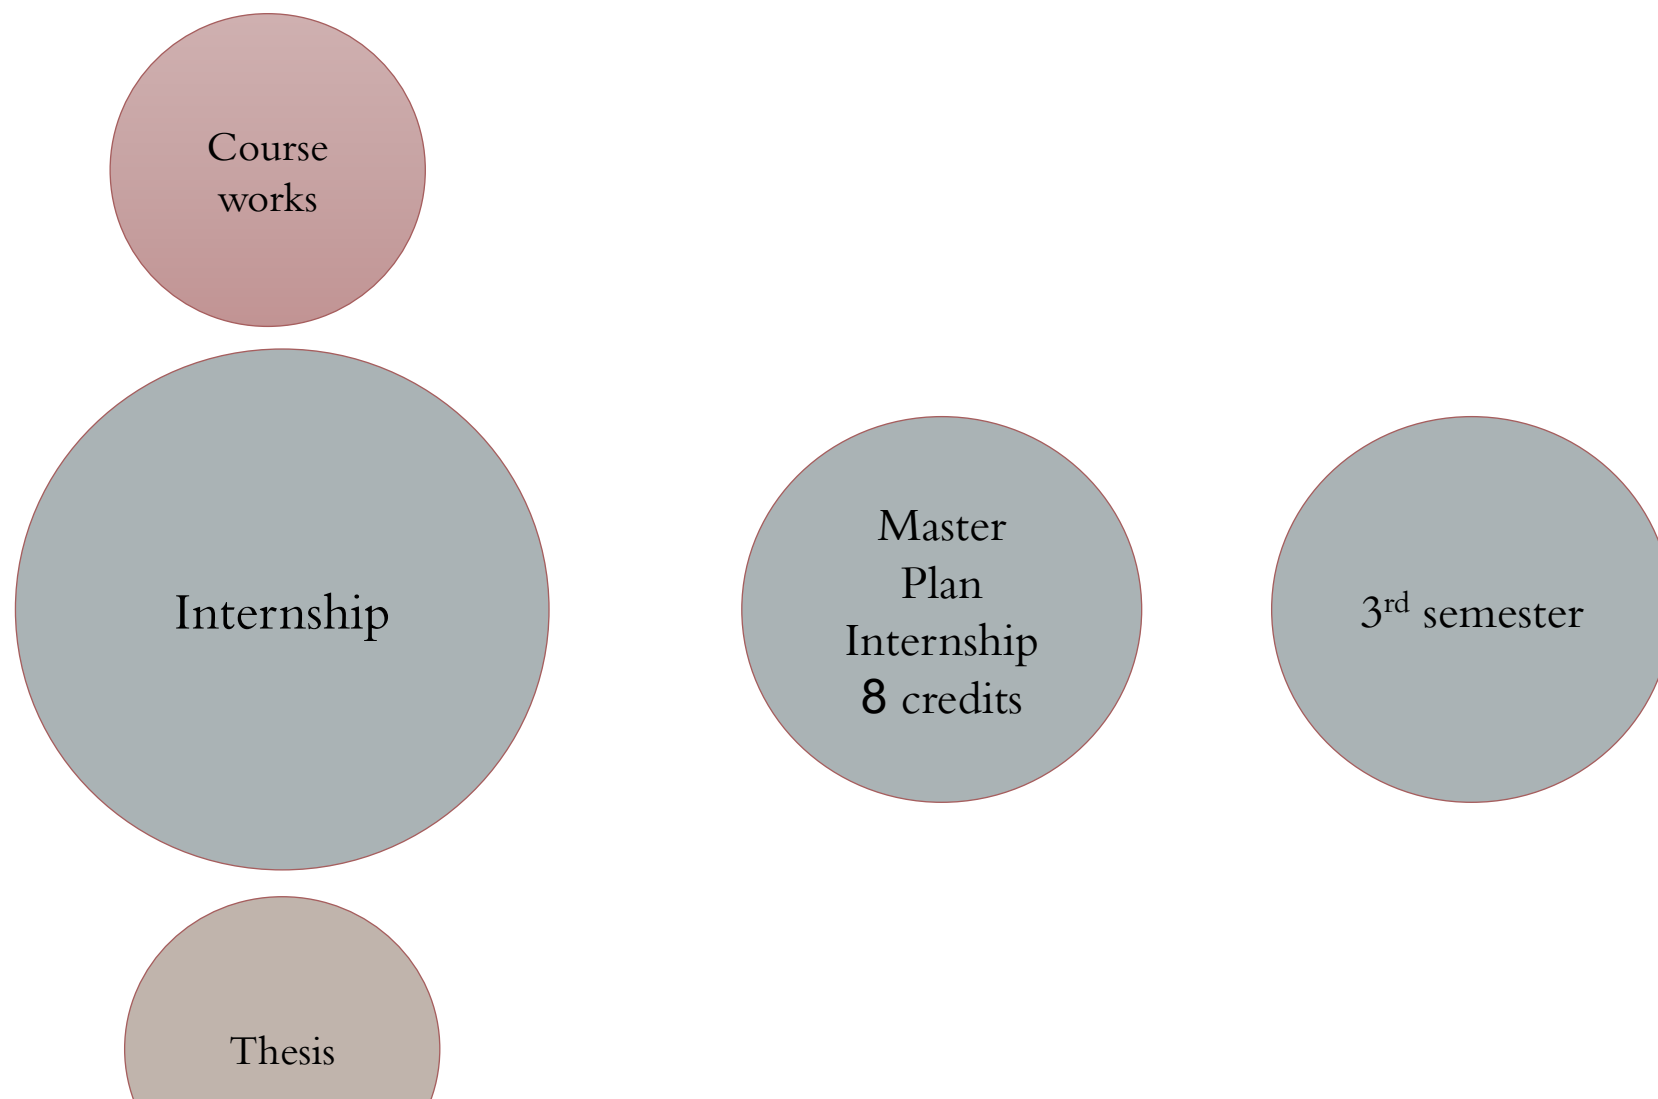 Course
works
Internship
Master
Plan
Internship
8 credits
3rd semester
Thesis